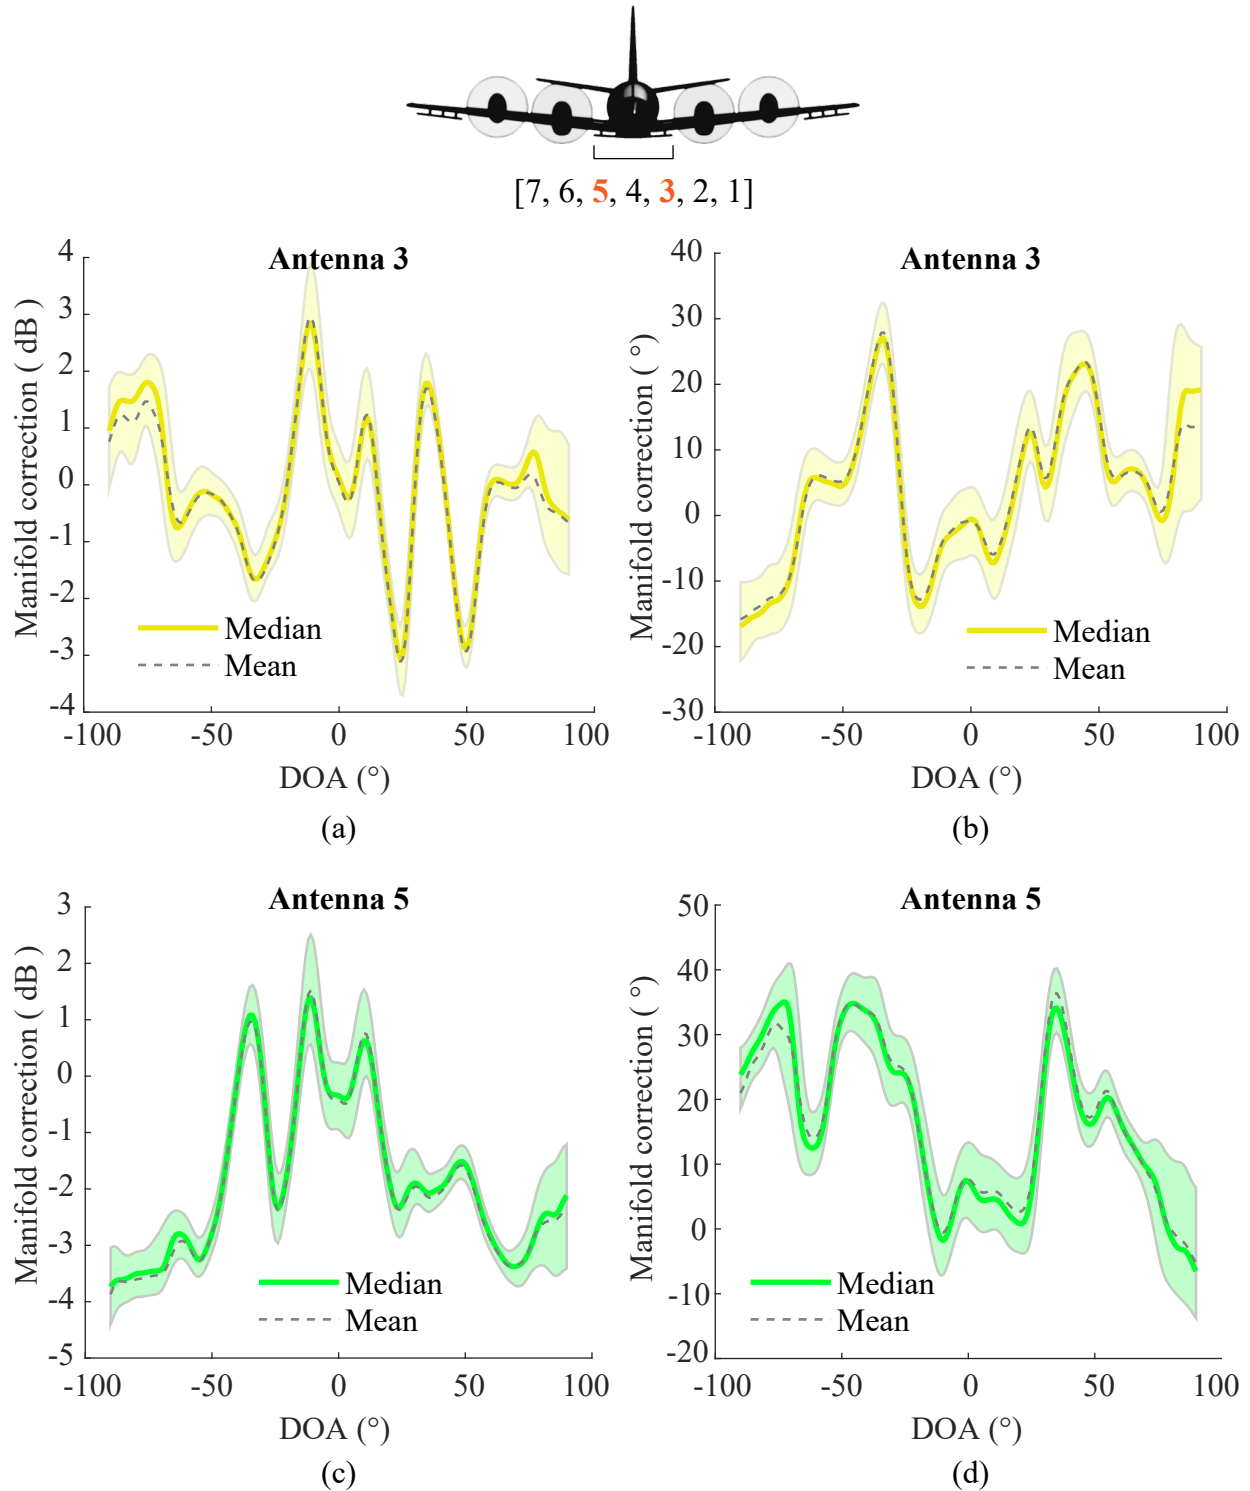 [7, 6, 5, 4, 3, 2, 1]
Antenna 3
Manifold correction ( dB )
4
3
2
1
0
-1
-2
-3
-4
Median
Mean
-100 -50 0 50 100
DOA (°)
(a)
Antenna 3
Manifold correction ( °)
40
30
20
10
0
-10
-20
-30
Median
Mean
-100 -50 0 50 100
DOA (°)
(b)
Antenna 5
Manifold correction ( dB )
3
2
1
0
-1
-2
-3
-4
-5
Median
Mean
-100 -50 0 50 100
DOA (°)
(c)
Antenna 5
Manifold correction ( °)
50
40
30
20
10
0
-10
-20
Median
Mean
-100 -50 0 50 100
DOA (°)
(d)